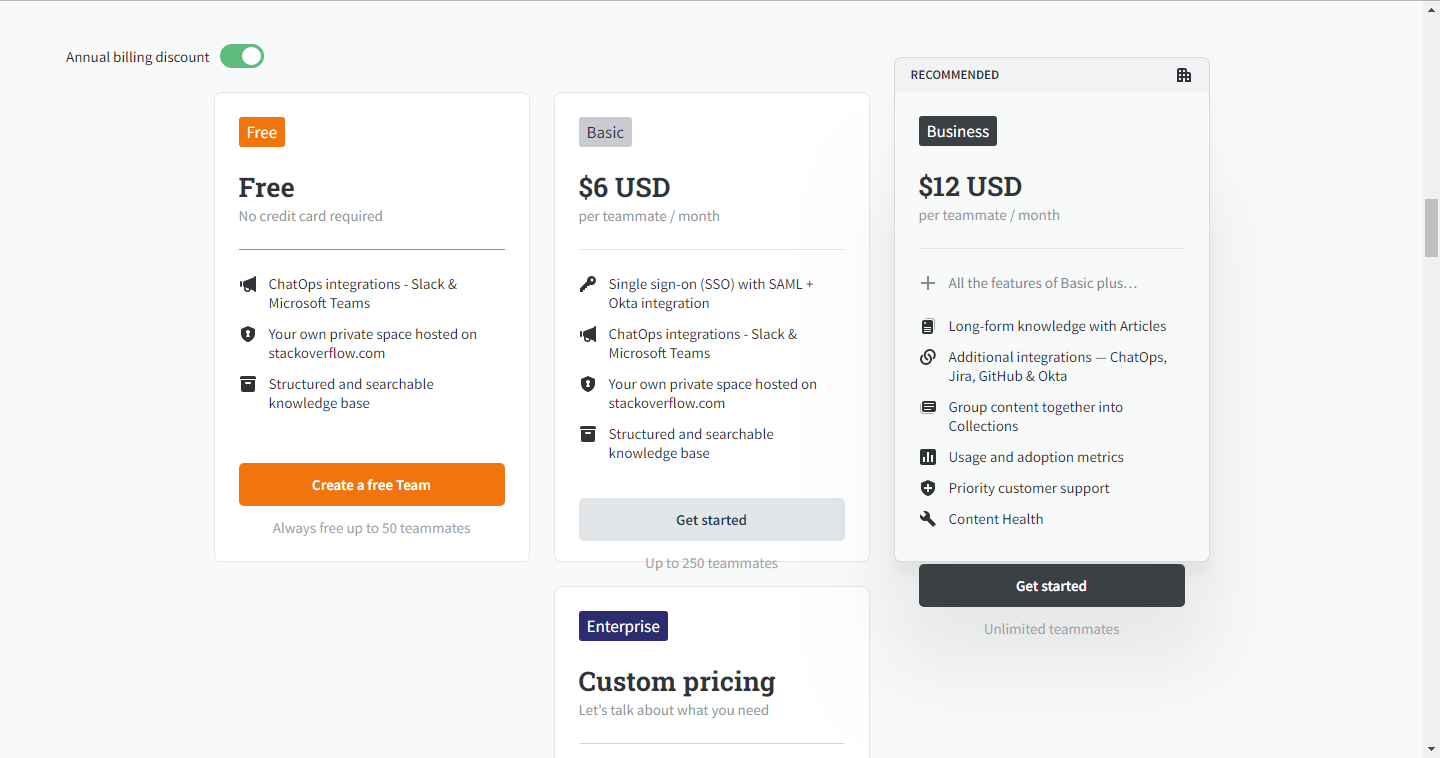 Annual billing discount
Free
Free
No credit card required
ChatOps integrations - Slack &
Microsoft Teams
Your own private space hosted on
stackoverflow.com
Structured and searchable
knowledge base
Create a free Team
Always free up to 50 teammates
Basic
$6 USD
per teammate / month
Single sign-on (SSO) with SAML +
Okta integration
ChatOps integrations - Slack &
Microsoft Teams
Your own private space hosted on
stackoverflow.com
Structured and searchable
knowledge base
Get started
Up to 250 teammates
RECOMMENDED
Business
$12 USD
per teammate / month
All the features of Basic plus…
Long-form knowledge with Articles
Additional integrations — ChatOps,
Jira, GitHub & Okta
Group content together into
Collections
Usage and adoption metrics
Priority customer support
Content Health
Get started
Unlimited teammates
Enterprise
Custom pricing
Let’s talk about what you need